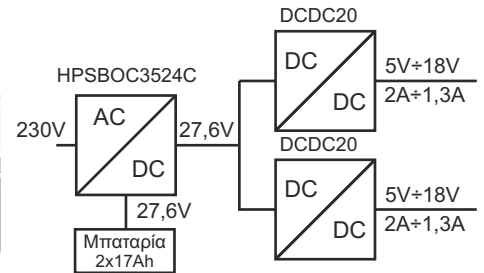 DCDC20
HPSBOC3524C
DC
DC
5V÷18V
2A÷1,3A
230V
AC
DC
27,6V
DCDC20
27,6V
DC
DC
5V÷18V
2A÷1,3A
Μπαταρία
2x17Ah